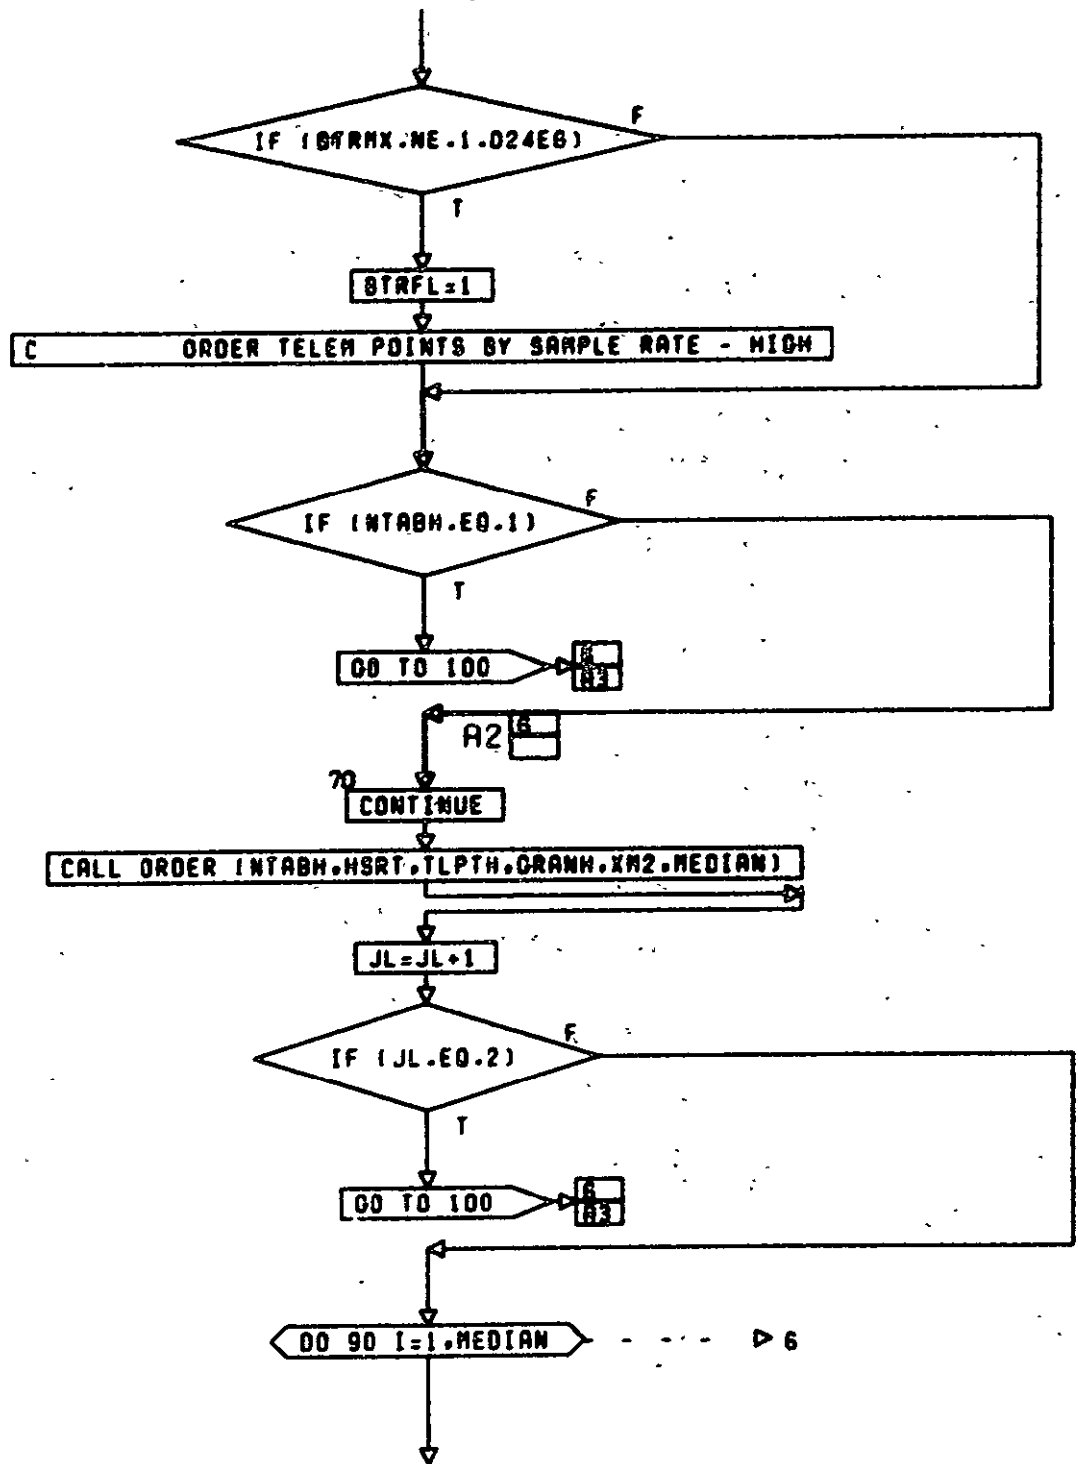 F
IF (BTRMX.NE.1.024E6)
T
BTRFL=1
C ORDER TELEM POINTS BY SAMPLE RATE - HIGH
F
IF (NTABH.EQ.1)
T
GO TO 100
6
A3
A2 6
70
CONTINUE
CALL ORDER (NTABH,HSRT,TLPTH,GRANH,XM2,MEDIAN)
JL=JL+1
F
IF (JL.EQ.2)
T
GO TO 100
6
A3
DO 90 I=1,MEDIAN
6